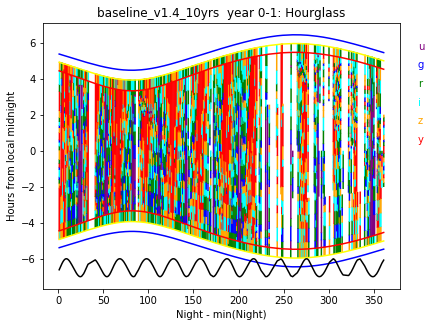 baseline_v1.4_10yrs  year 0-1: Hourglass
Hours from local midnight
6
4
2
0
−2
−4
−6
0
50
100
150
200
250
300
350
Night - min(Night)
u
g
r
i
z
y